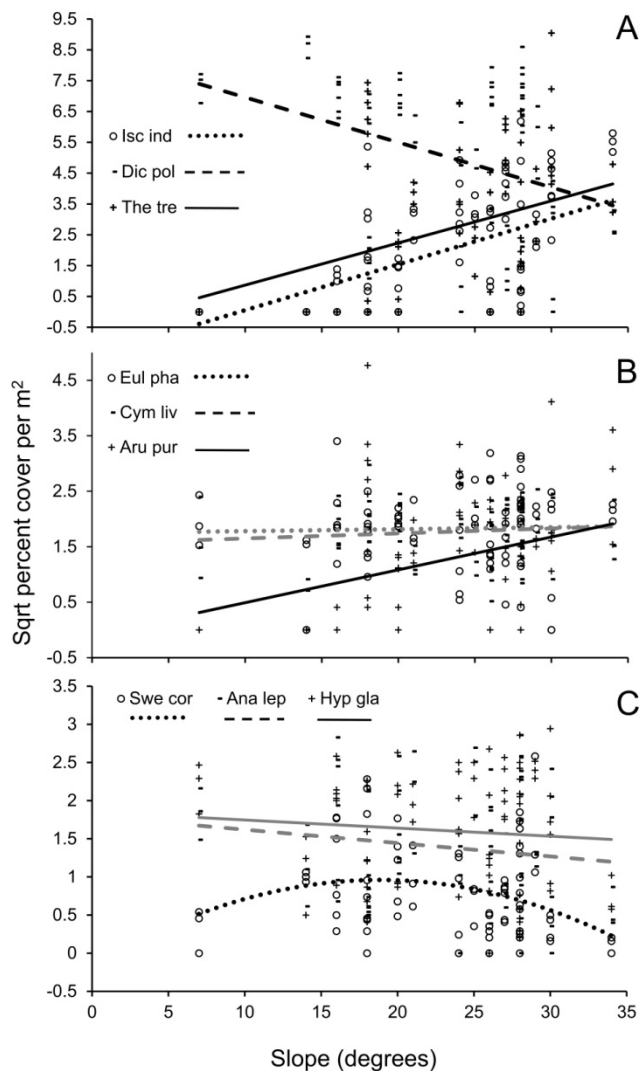 9.5
A
8.5
7.5
6.5
5.5
Isc ind
4.5
Dic pol
3.5
The tre
2.5
1.5
0.5
-0.5
Sqrt percent cover per m²
B
4.5
Eul pha
Cym liv
3.5
Aru pur
2.5
1.5
0.5
-0.5
3.5
C
Swe cor Ana lep Hyp gla
3
2.5
2
1.5
1
0.5
0
-0.5
0 5 10 15 20 25 30 35
Slope (degrees)